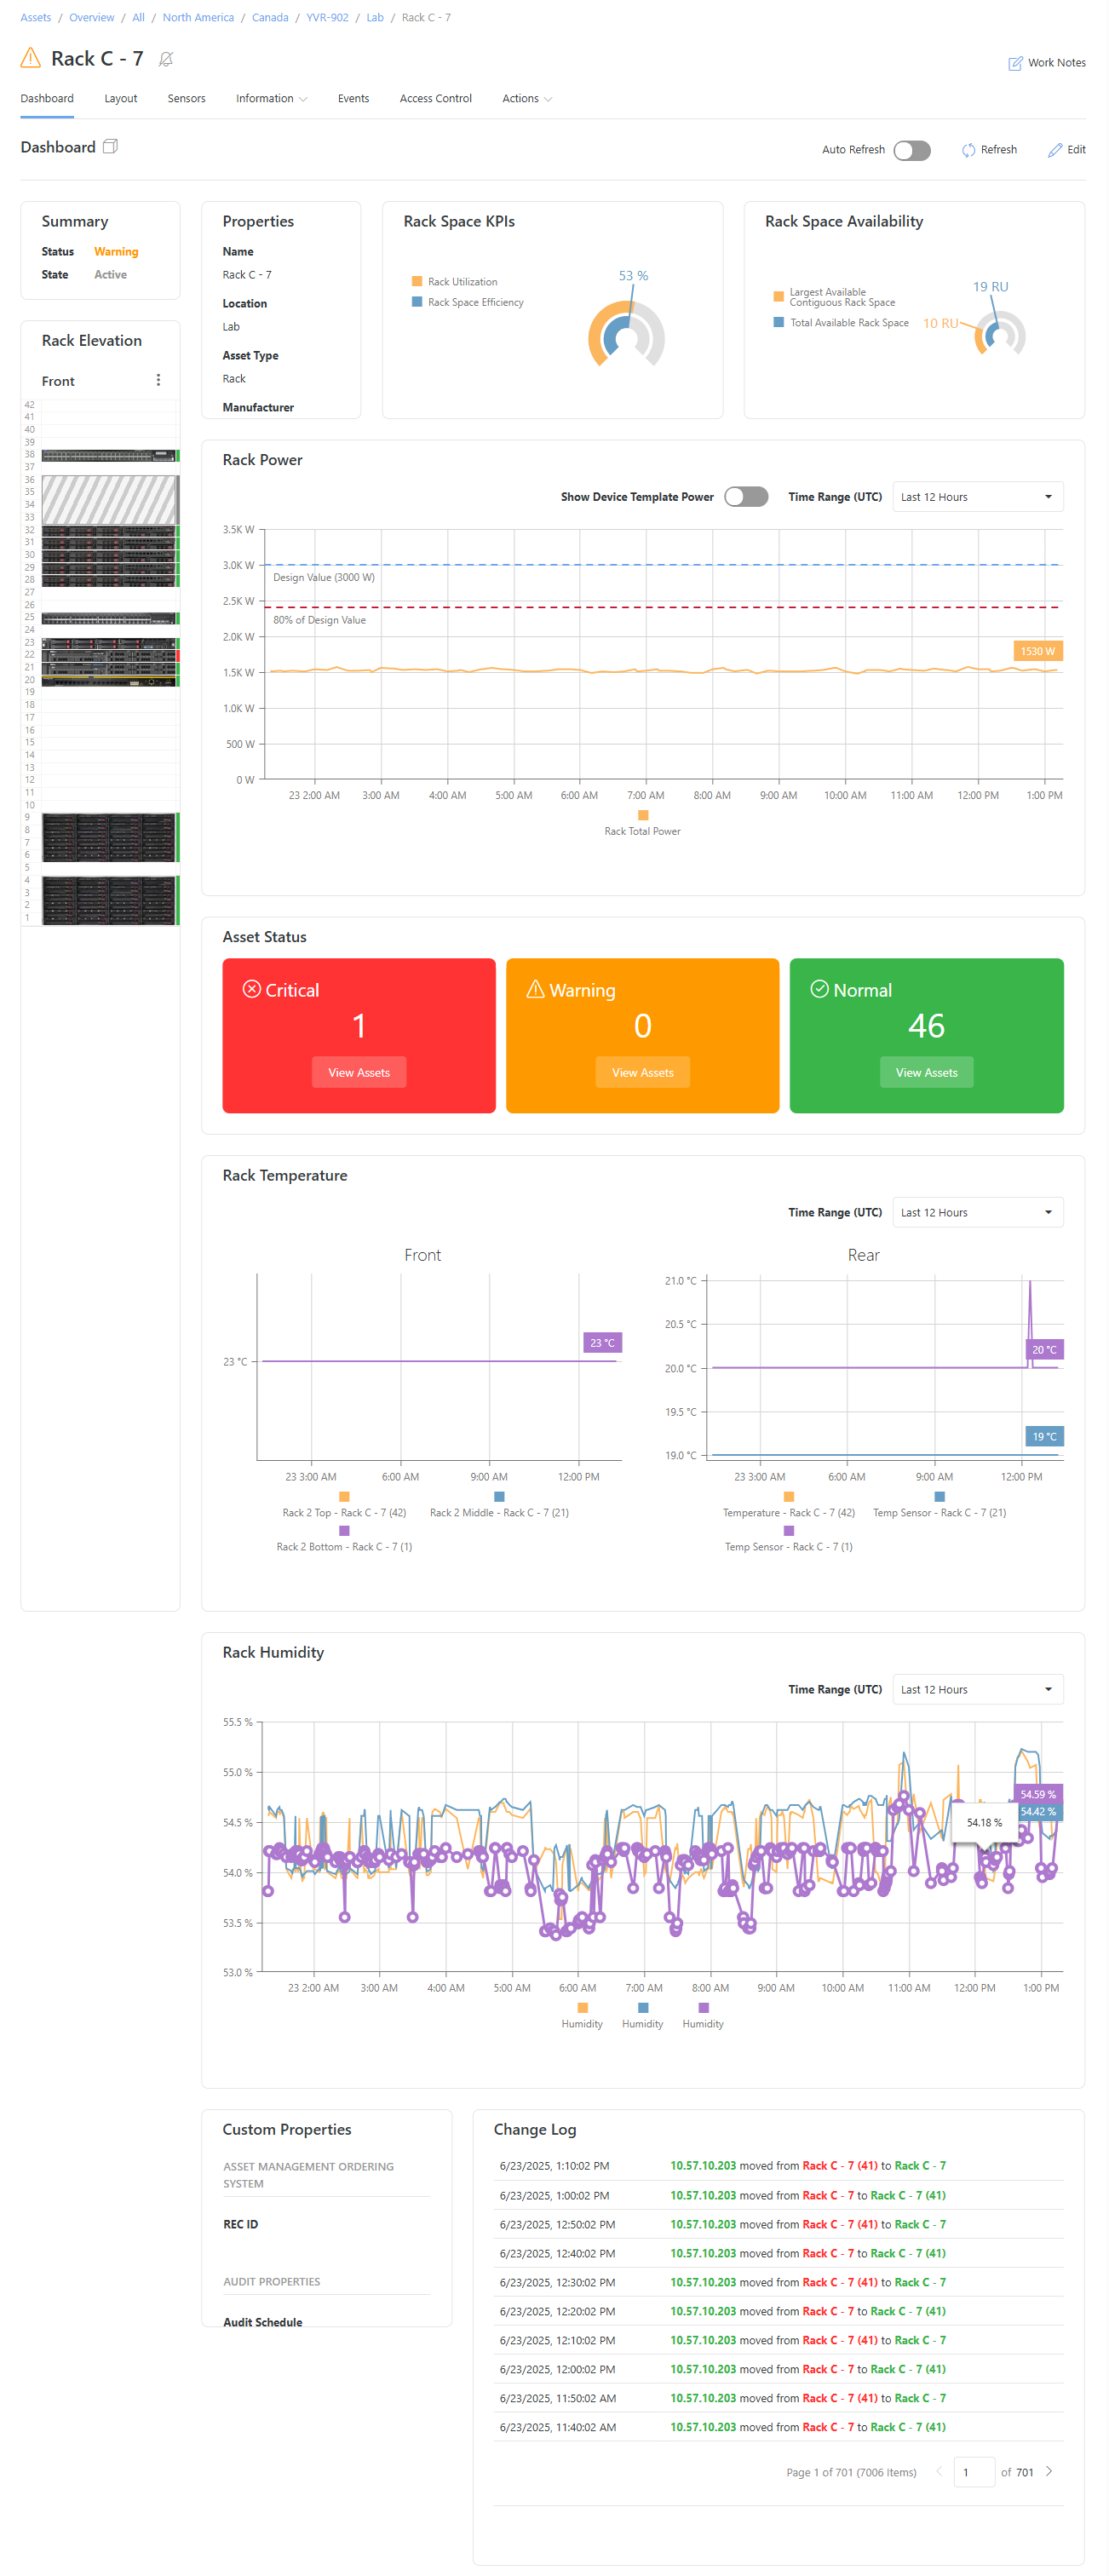 Assets / Overview / All / North America / Canada / YVR-902 / Lab / Rack C - 7
Rack C - 7
Work Notes
Dashboard Layout Sensors Information Events Access Control Actions
Dashboard
Auto Refresh Refresh Edit
Summary
Status Warning
State Active
Properties
Name
Rack C - 7
Location
Lab
Asset Type
Rack
Manufacturer
Rack Space KPIs
Rack Utilization
Rack Space Efficiency
53 %
Rack Space Availability
Largest Available
Contiguous Rack Space
Total Available Rack Space
19 RU
10 RU
Rack Elevation
Front
42
41
40
39
38
37
36
35
34
33
32
31
30
29
28
27
26
25
24
23
22
21
20
19
18
17
16
15
14
13
12
11
10
9
8
7
6
5
4
3
2
1
Rack Power
Show Device Template Power Time Range (UTC) Last 12 Hours
3.5K W
3.0K W
Design Value (3000 W)
2.5K W
80% of Design Value
2.0K W
1530 W
1.5K W
1.0K W
500 W
0 W
23 2:00 AM 3:00 AM 4:00 AM 5:00 AM 6:00 AM 7:00 AM 8:00 AM 9:00 AM 10:00 AM 11:00 AM 12:00 PM 1:00 PM
Rack Total Power
Asset Status
Critical
1
View Assets
Warning
0
View Assets
Normal
46
View Assets
Rack Temperature
Time Range (UTC) Last 12 Hours
Front
23 °C
23 °C
23 3:00 AM 6:00 AM 9:00 AM 12:00 PM
Rack 2 Top - Rack C - 7 (42) Rack 2 Middle - Rack C - 7 (21)
Rack 2 Bottom - Rack C - 7 (1)
Rear
21.0 °C
20.5 °C
20 °C
20.0 °C
19.5 °C
19 °C
19.0 °C
23 3:00 AM 6:00 AM 9:00 AM 12:00 PM
Temperature - Rack C - 7 (42) Temp Sensor - Rack C - 7 (21)
Temp Sensor - Rack C - 7 (1)
Rack Humidity
Time Range (UTC) Last 12 Hours
55.5 %
55.0 %
54.59 %
54.42 %
54.5 %
54.18 %
54.0 %
53.5 %
53.0 %
23 2:00 AM 3:00 AM 4:00 AM 5:00 AM 6:00 AM 7:00 AM 8:00 AM 9:00 AM 10:00 AM 11:00 AM 12:00 PM 1:00 PM
Humidity Humidity Humidity
Custom Properties
ASSET MANAGEMENT ORDERING
SYSTEM
REC ID
AUDIT PROPERTIES
Audit Schedule
Change Log
6/23/2025, 1:10:02 PM 10.57.10.203 moved from Rack C - 7 (41) to Rack C - 7
6/23/2025, 1:00:02 PM 10.57.10.203 moved from Rack C - 7 to Rack C - 7 (41)
6/23/2025, 12:50:02 PM 10.57.10.203 moved from Rack C - 7 (41) to Rack C - 7
6/23/2025, 12:40:02 PM 10.57.10.203 moved from Rack C - 7 to Rack C - 7 (41)
6/23/2025, 12:30:02 PM 10.57.10.203 moved from Rack C - 7 (41) to Rack C - 7
6/23/2025, 12:20:02 PM 10.57.10.203 moved from Rack C - 7 to Rack C - 7 (41)
6/23/2025, 12:10:02 PM 10.57.10.203 moved from Rack C - 7 (41) to Rack C - 7
6/23/2025, 12:00:02 PM 10.57.10.203 moved from Rack C - 7 to Rack C - 7 (41)
6/23/2025, 11:50:02 AM 10.57.10.203 moved from Rack C - 7 (41) to Rack C - 7
6/23/2025, 11:40:02 AM 10.57.10.203 moved from Rack C - 7 to Rack C - 7 (41)
Page 1 of 701 (7006 Items) 1 of 701